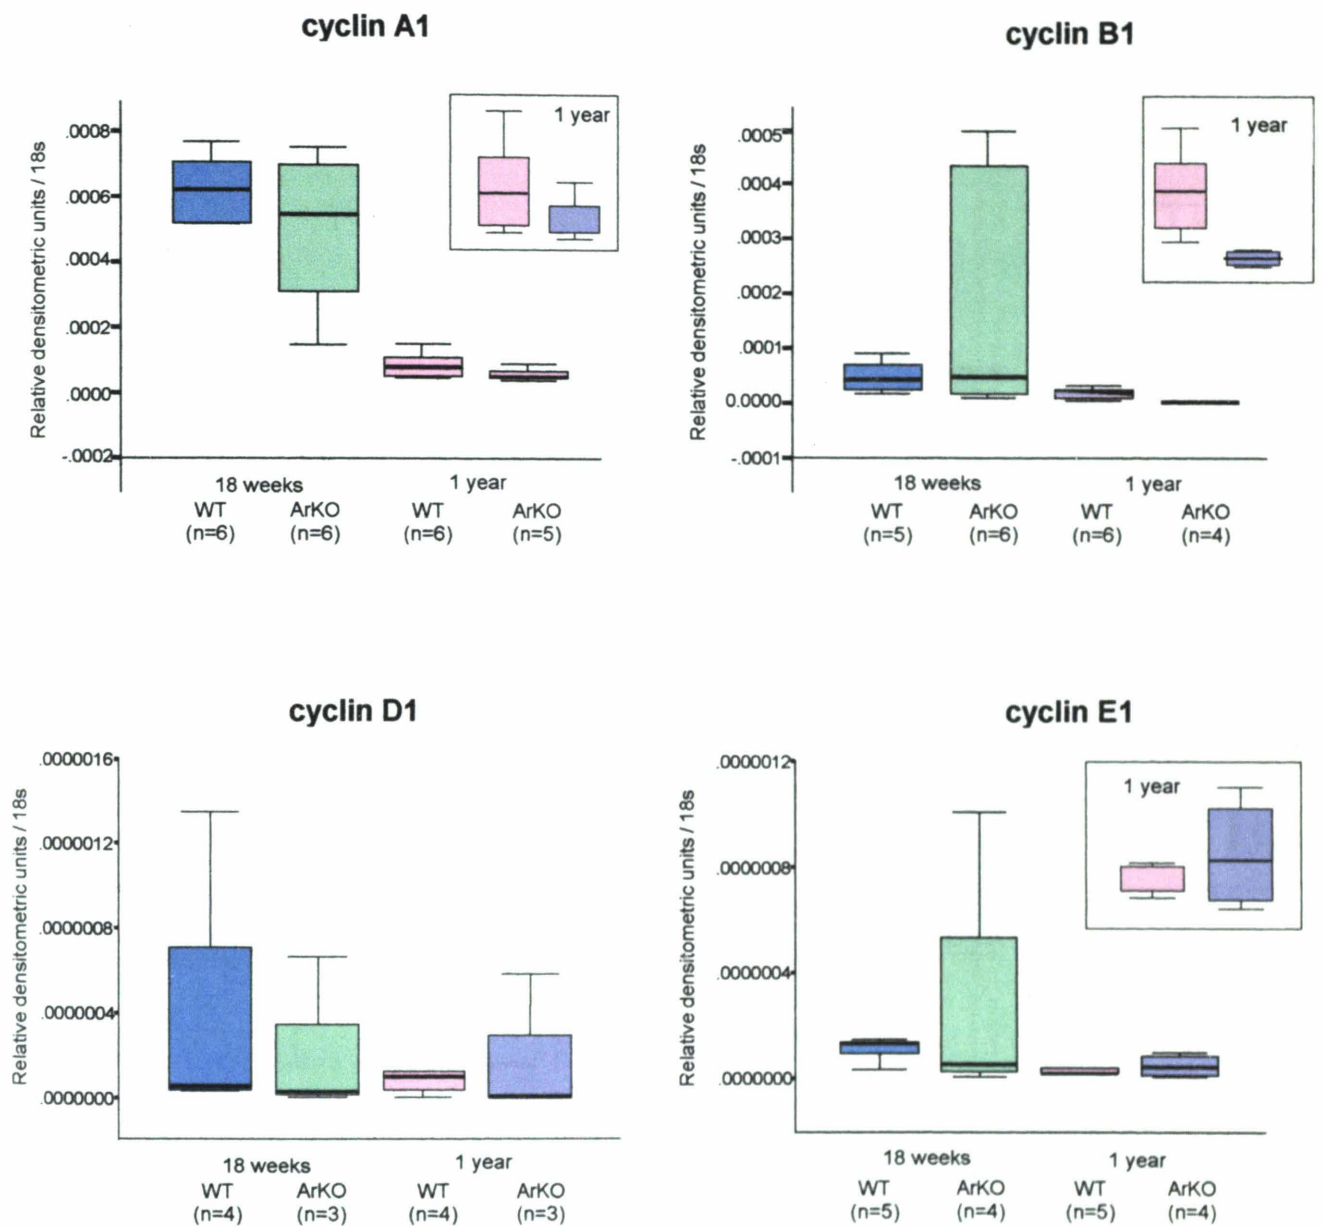 cyclin A1
Relative densitometric units / 18s
.0008
.0006
.0004
.0002
.0000
-.0002
1 year
18 weeks 1 year
WT ArKO WT ArKO
(n=6) (n=6) (n=6) (n=5)
cyclin B1
Relative densitometric units / 18s
.0005
.0004
.0003
.0002
.0001
0.0000
-.0001
1 year
18 weeks 1 year
WT ArKO WT ArKO
(n=5) (n=6) (n=6) (n=4)
cyclin D1
Relative densitometric units / 18s
.0000016
.0000012
.0000008
.0000004
.0000000
18 weeks 1 year
WT ArKO WT ArKO
(n=4) (n=3) (n=4) (n=3)
cyclin E1
Relative densitometric units / 18s
.0000012
.0000008
.0000004
.0000000
1 year
18 weeks 1 year
WT ArKO WT ArKO
(n=5) (n=4) (n=5) (n=4)